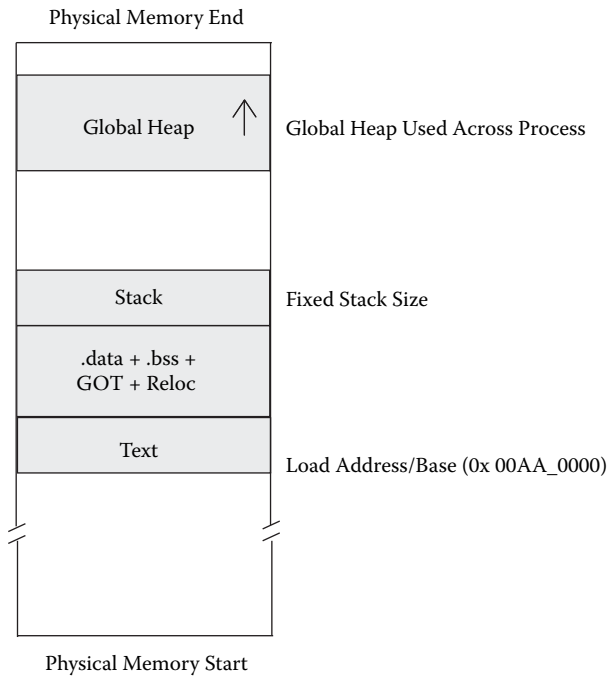 Physical Memory End
Global Heap
Global Heap Used Across Process
Stack
Fixed Stack Size
.data + .bss +
GOT + Reloc
Text
Load Address/Base (0x 00AA_0000)
Physical Memory Start